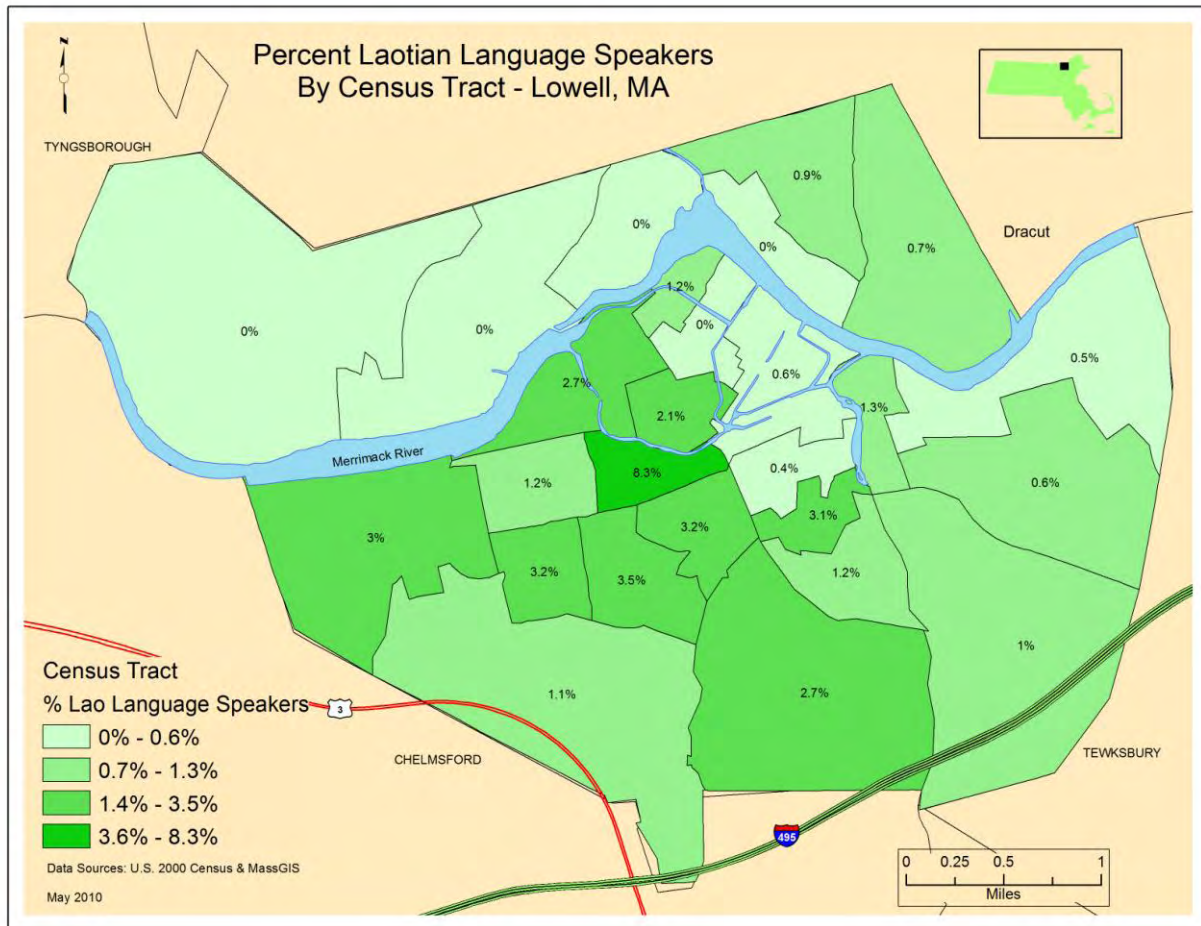 Percent Laotian Language Speakers
By Census Tract - Lowell, MA
N
TYNGSBOROUGH
0.9%
0%
0%
Dracut
0.7%
1.2%
0%
0%
0%
0.5%
2.7%
0.6%
2.1%
1.3%
Merrimack River
8.3%
0.4%
1.2%
0.6%
3%
3.2%
3.1%
3.2%
3.5%
1.2%
1%
1.1%
2.7%
Census Tract
% Lao Language Speakers
3
0% - 0.6%
0.7% - 1.3%
1.4% - 3.5%
3.6% - 8.3%
CHELMSFORD
TEWKSBURY
495
Data Sources: U.S. 2000 Census & MassGIS
May 2010
0 0.25 0.5 1
Miles